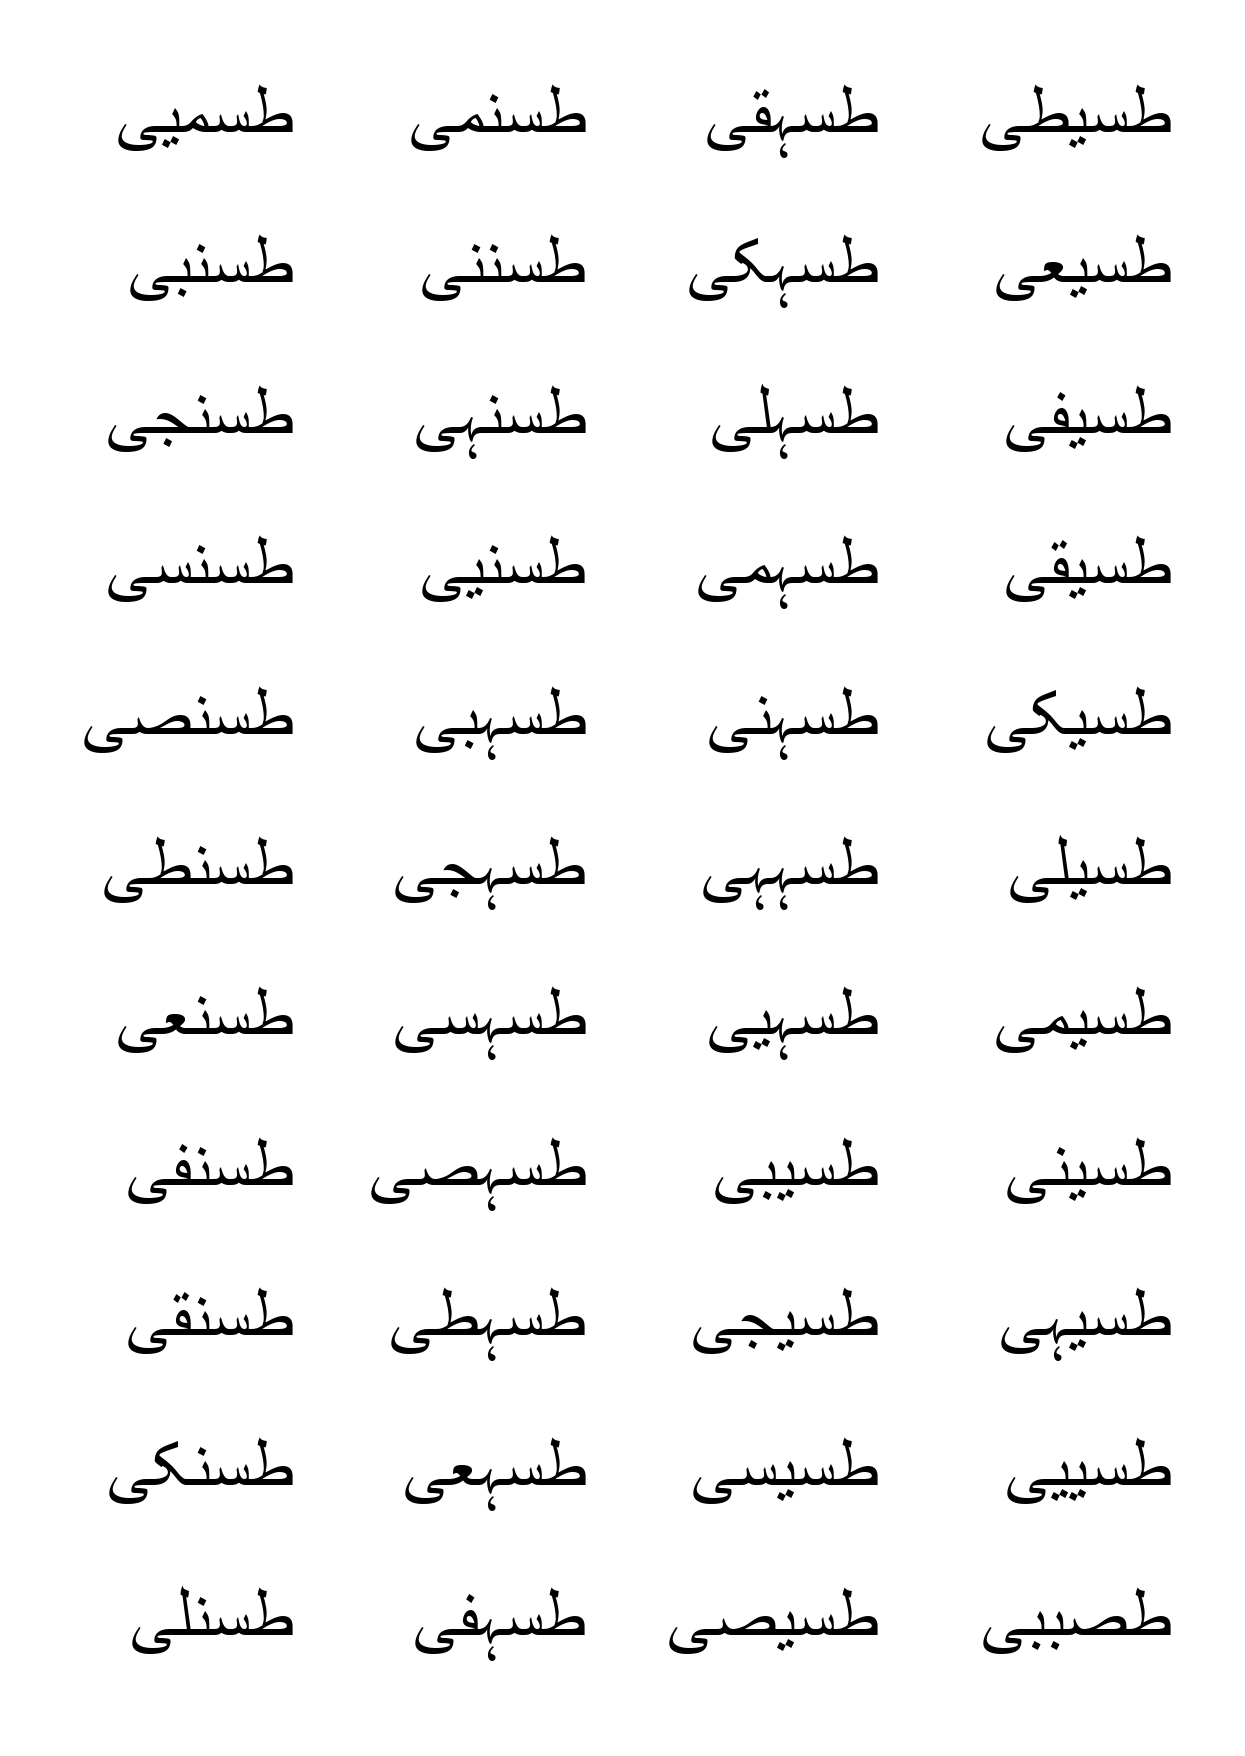 طسیطی طسہقی طسنمی طسمیی
طسیعی طسہکی طسننی طسنبی
طسیفی طسہلی طسنہی طسنجی
طسیقی طسہمی طسنیی طسنسی
طسیکی طسہنی طسہبی طسنصی
طسیلی طسہہی طسہجی طسنطی
طسیمی طسہیی طسہسی طسنعی
طسینی طسیبی طسہصی طسنفی
طسیہی طسیجی طسہطی طسنقی
طسییی طسیسی طسہعی طسنکی
طصببی طسیصی طسہفی طسنلی